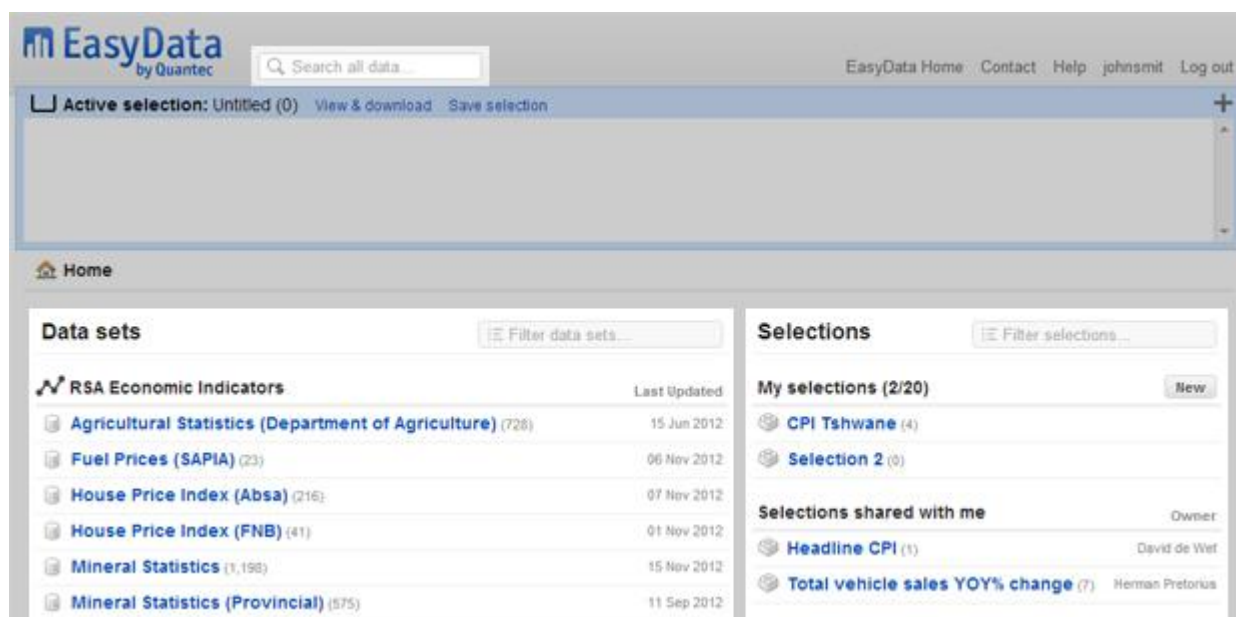 EasyData
by Quantec
Search all data...
EasyData Home Contact Help johnsmit Log out
Active selection: Untitled (0) View & download Save selection
Home
Data sets
Filter data sets...
RSA Economic Indicators
Last Updated
Agricultural Statistics (Department of Agriculture) (728)
15 Jun 2012
Fuel Prices (SAPIA) (23)
06 Nov 2012
House Price Index (Absa) (216)
07 Nov 2012
House Price Index (FNB) (41)
01 Nov 2012
Mineral Statistics (1,198)
15 Nov 2012
Mineral Statistics (Provincial) (575)
11 Sep 2012
Selections
Filter selections...
My selections (2/20)
New
CPI Tshwane (4)
Selection 2 (0)
Selections shared with me
Owner
Headline CPI (1)
David de Wet
Total vehicle sales YOY% change (7)
Herman Pretorius